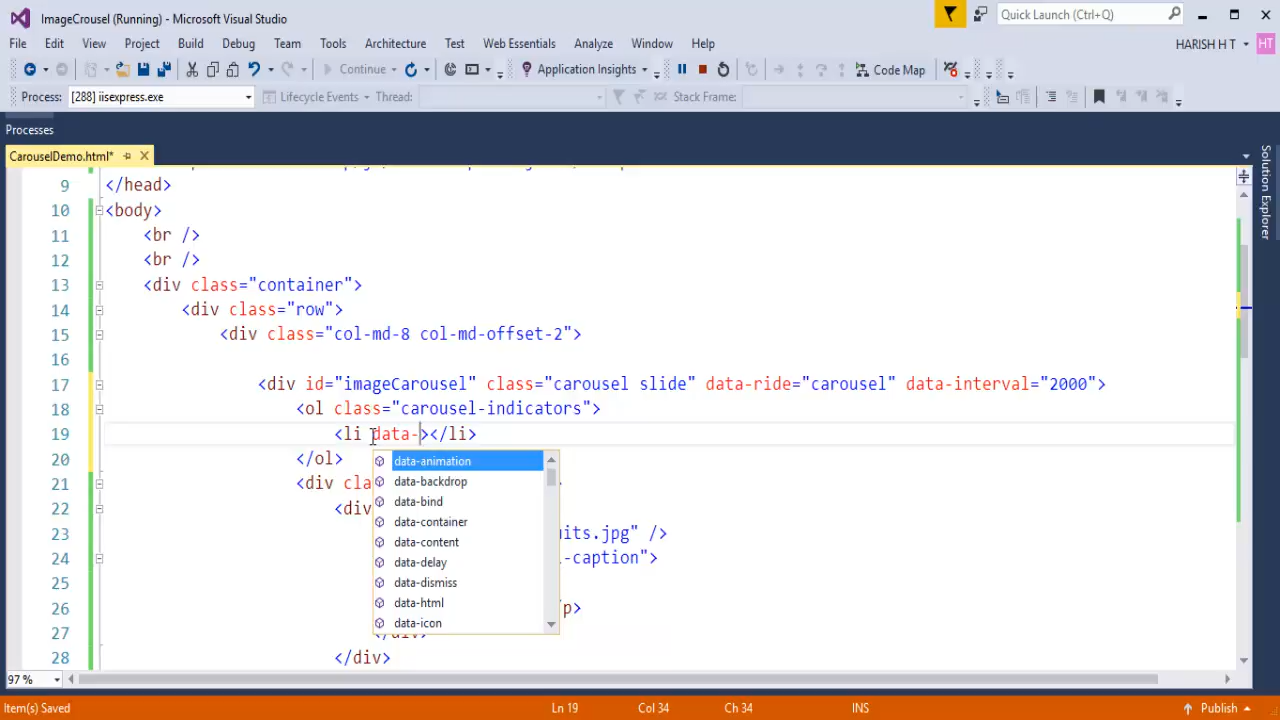 ImageCrousel (Running) - Microsoft Visual Studio
Quick Launch (Ctrl+Q)
File Edit View Project Build Debug Team Tools Architecture Test Web Essentials Analyze Window Help
HARISH H T HT
Continue Application Insights Code Map
Process: [288] iisexpress.exe Lifecycle Events Thread: Stack Frame:
Processes
CarouselDemo.html*
Solution Explorer
9 </head>
10 <body>
11 <br />
12 <br />
13 <div class="container">
14 <div class="row">
15 <div class="col-md-8 col-md-offset-2">
16
17 <div id="imageCarousel" class="carousel slide" data-ride="carousel" data-interval="2000">
18 <ol class="carousel-indicators">
19 <li data-></li>
20 </ol>
21 <div cla >
22 <div
23 uits.jpg" />
24 -caption">
25
26 /p>
27 </div>
28 </div>
data-animation
data-backdrop
data-bind
data-container
data-content
data-delay
data-dismiss
data-html
data-icon
97 %
Item(s) Saved Ln 19 Col 34 Ch 34 INS Publish